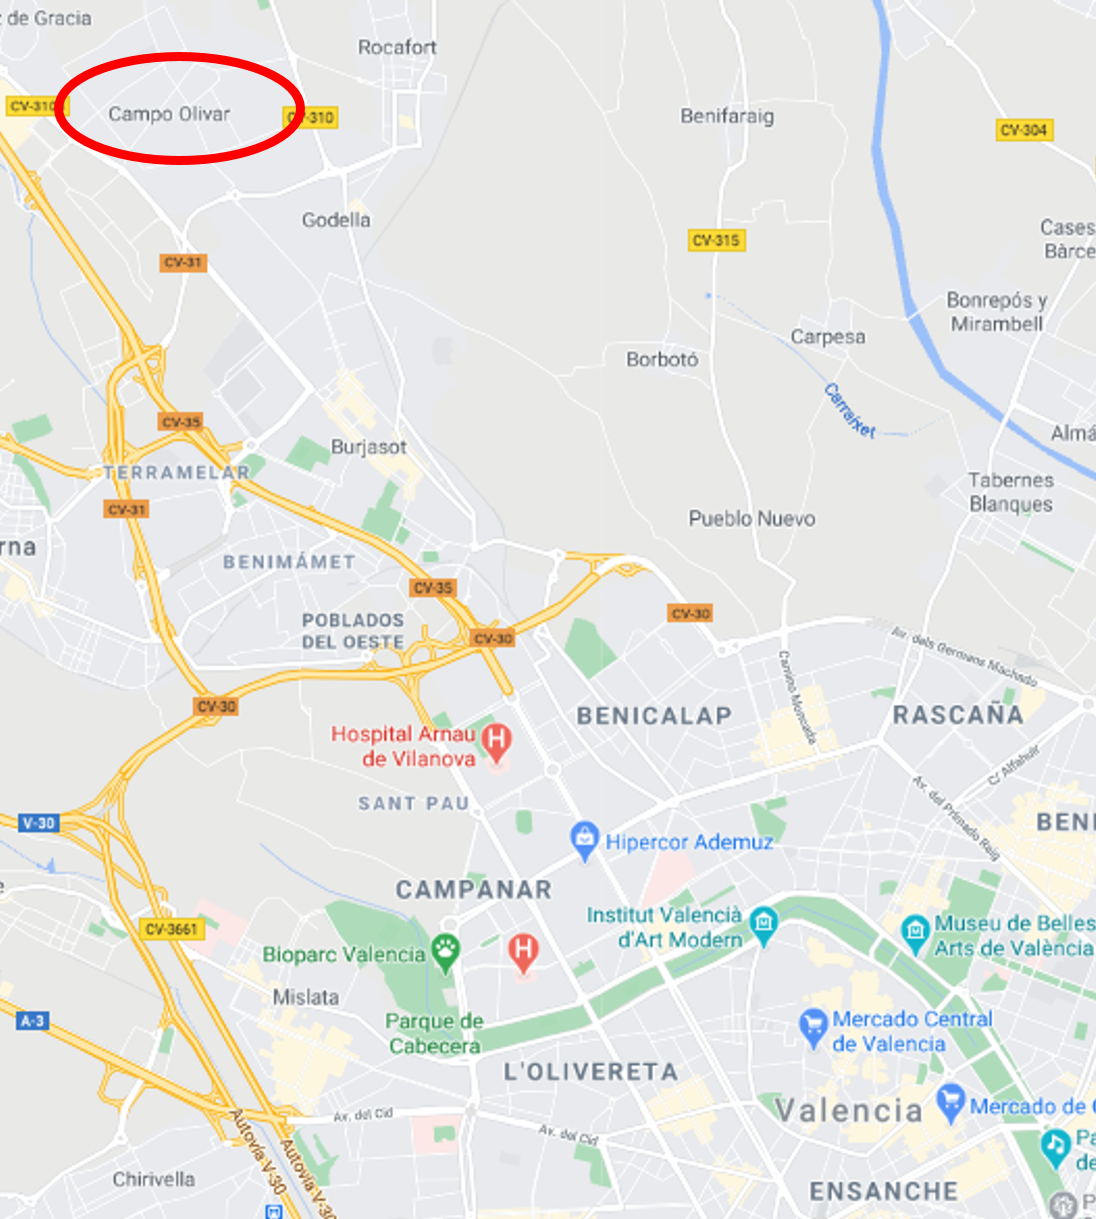 z de Gracia
Rocafort
CV-310
Campo Olivar
CV-310
Benifaraig
CV-304
Godella
CV-315
Cases
Bàrce
CV-31
Bonrepós y
Mirambell
Carpesa
Borbotó
Carraixet
CV-35
Burjasot
Almá
TERRAMELAR
Tabernes
Blanques
CV-31
Pueblo Nuevo
rna
BENIMÁMET
CV-35
CV-30
POBLADOS
DEL OESTE
CV-30
Av. dels Germans Machado
Camino Moncada
CV-30
BENICALAP
RASCAÑA
Hospital Arnau
de Vilanova
C/ Alfahuir
SANT PAU
Av. del Primado Reig
V-30
BENI
Hipercor Ademuz
CAMPANAR
Institut Valencià
d'Art Modern
Museu de Belles
Arts de València
CV-3661
Bioparc Valencia
H
Mislata
A-3
Parque de
Cabecera
Mercado Central
de Valencia
L'OLIVERETA
Av. del Cid
Av. del Cid
Valencia
Mercado de
Autovía V-30
Autovía V-30
Pa
de
Chirivella
ENSANCHE
P